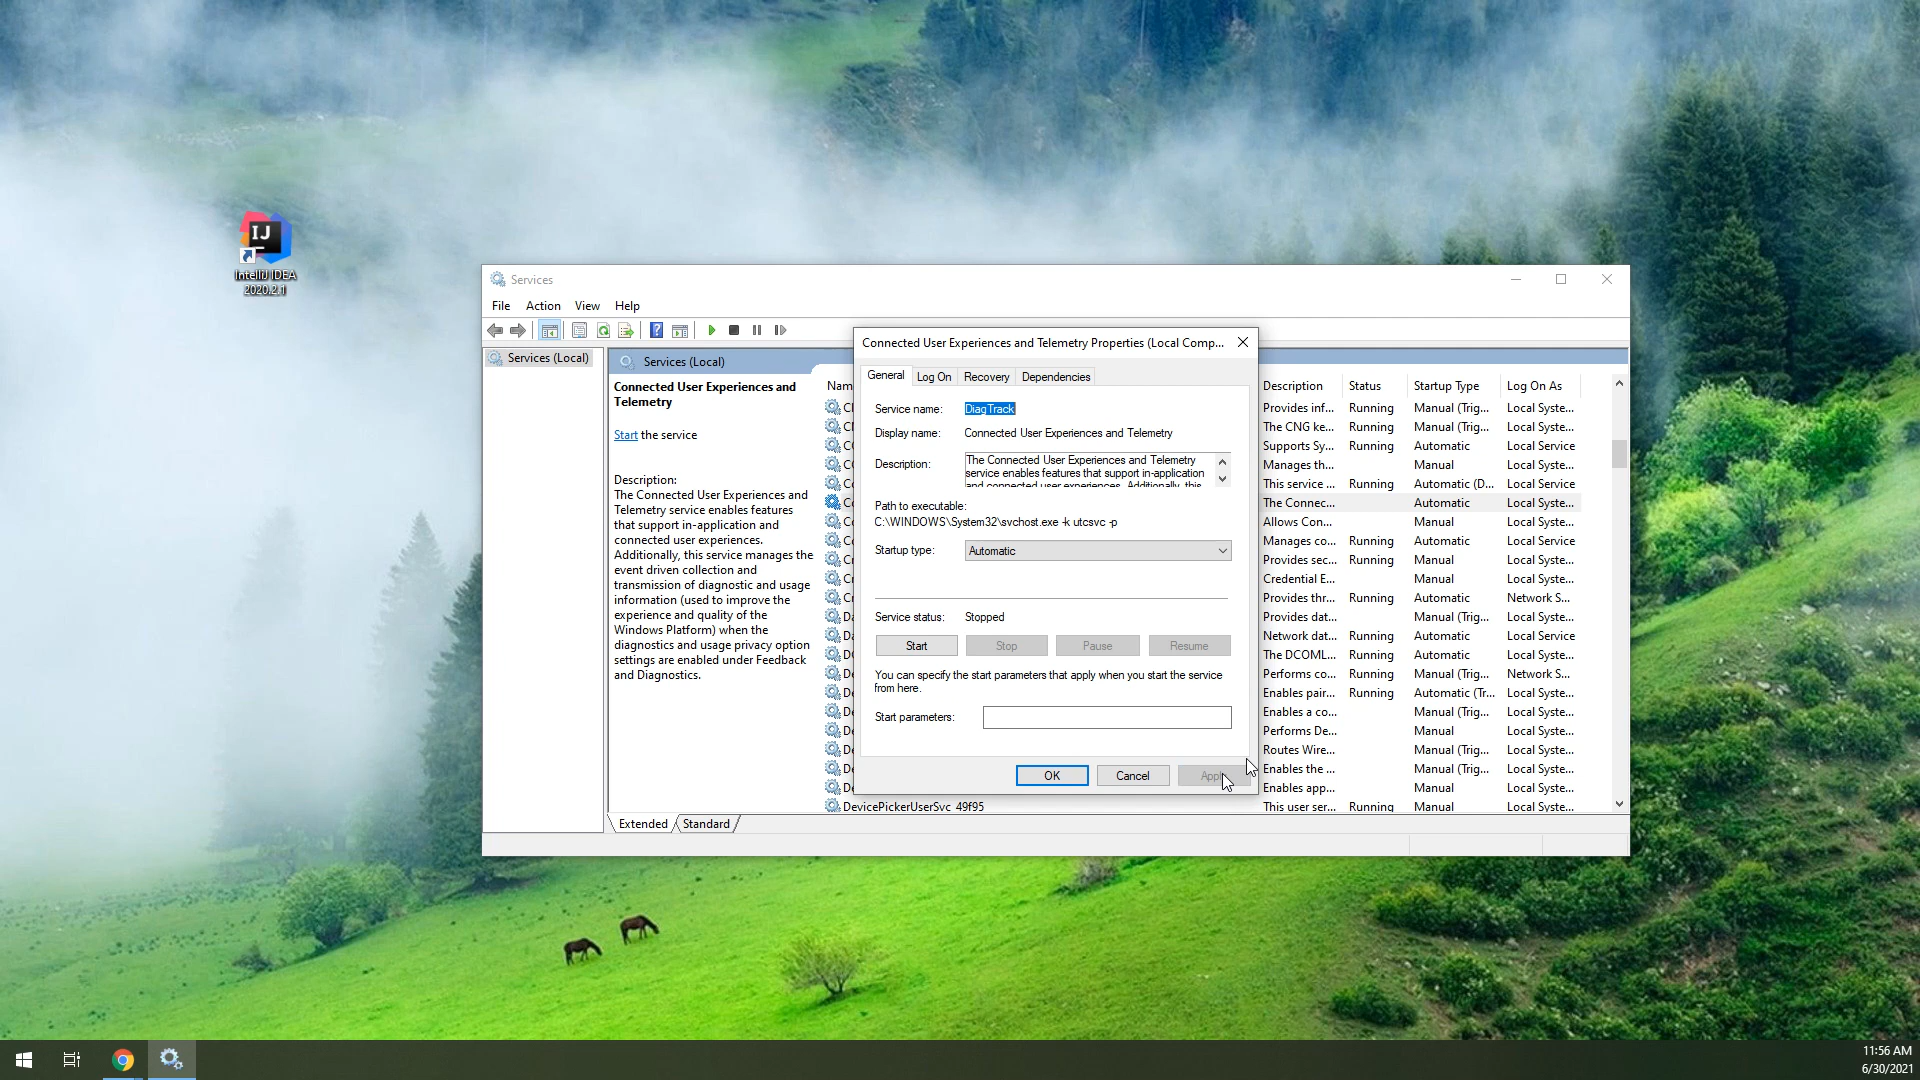 IJ
IntelliJ IDEA
2020.2.1
Services
File Action View Help
Services (Local)
Services (Local)
Connected User Experiences and
Telemetry
Start the service
Description:
The Connected User Experiences and
Telemetry service enables features
that support in-application and
connected user experiences.
Additionally, this service manages the
event driven collection and
transmission of diagnostic and usage
information (used to improve the
experience and quality of the
Windows Platform) when the
diagnostics and usage privacy option
settings are enabled under Feedback
and Diagnostics.
Connected User Experiences and Telemetry Properties (Local Comp...
General Log On Recovery Dependencies
Service name: DiagTrack
Display name: Connected User Experiences and Telemetry
Description: The Connected User Experiences and Telemetry
service enables features that support in-application
and connected user experiences. Additionally, this
Path to executable:
C:\WINDOWS\System32\svchost.exe -k utcsvc -p
Startup type: Automatic
Service status: Stopped
Start Stop Pause Resume
You can specify the start parameters that apply when you start the service
from here.
Start parameters:
OK Cancel
Description Status Startup Type Log On As
Provides inf... Running Manual (Trig... Local Syste...
The CNG ke... Running Manual (Trig... Local Syste...
Supports Sy... Running Automatic Local Service
Manages th... Manual Local Syste...
This service ... Running Automatic (D... Local Service
The Connec... Automatic Local Syste...
Allows Con... Manual Local Syste...
Manages co... Running Automatic Local Service
Provides sec... Running Manual Local Syste...
Credential E... Manual Local Syste...
Provides thr... Running Automatic Network S...
Provides dat... Manual (Trig... Local Syste...
Network dat... Running Automatic Local Service
The DCOML... Running Automatic Local Syste...
Performs co... Running Manual (Trig... Network S...
Enables pair... Running Automatic (Tr... Local Syste...
Enables a co... Manual (Trig... Local Syste...
Performs De... Manual Local Syste...
Routes Wire... Manual (Trig... Local Syste...
Enables the ... Manual (Trig... Local Syste...
Enables app... Manual Local Syste...
DevicePickerUserSvc_49f95 This user ser... Running Manual Local Syste...
Extended Standard
11:56 AM
6/30/2021